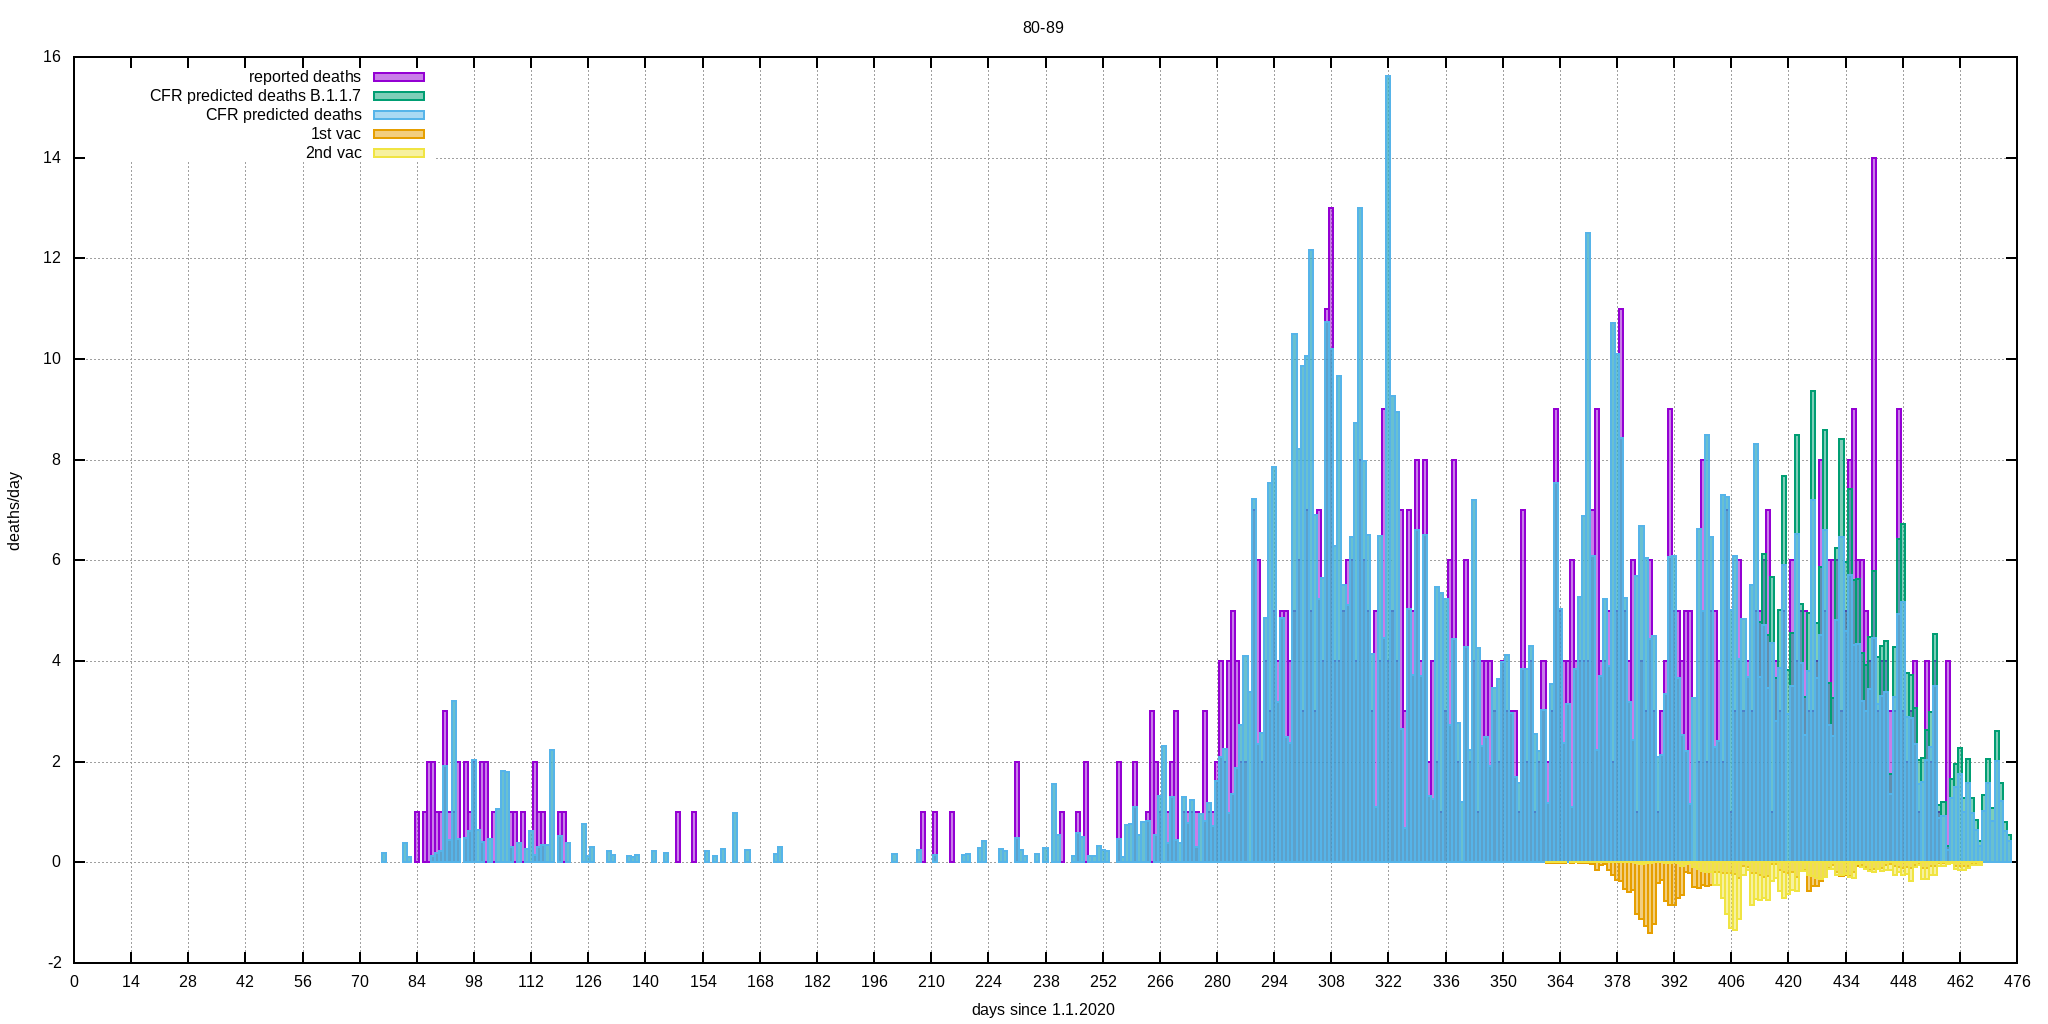 80-89
reported deaths
CFR predicted deaths B.1.1.7
CFR predicted deaths
1st vac
2nd vac
deaths/day
16
14
12
10
8
6
4
2
0
-2
0 14 28 42 56 70 84 98 112 126 140 154 168 182 196 210 224 238 252 266 280 294 308 322 336 350 364 378 392 406 420 434 448 462 476
days since 1.1.2020